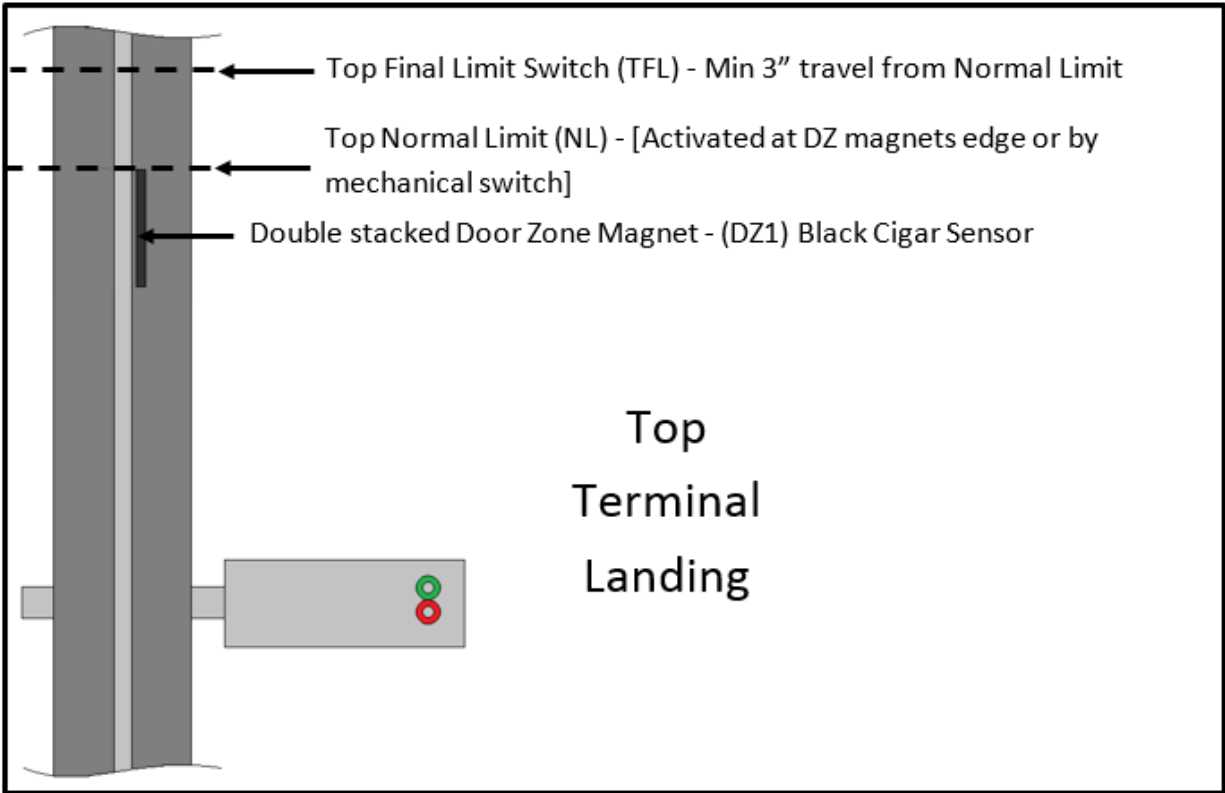 Top Final Limit Switch (TFL) - Min 3” travel from Normal Limit
Top Normal Limit (NL) - [Activated at DZ magnets edge or by
mechanical switch]
Double stacked Door Zone Magnet - (DZ1) Black Cigar Sensor
Top
Terminal
Landing